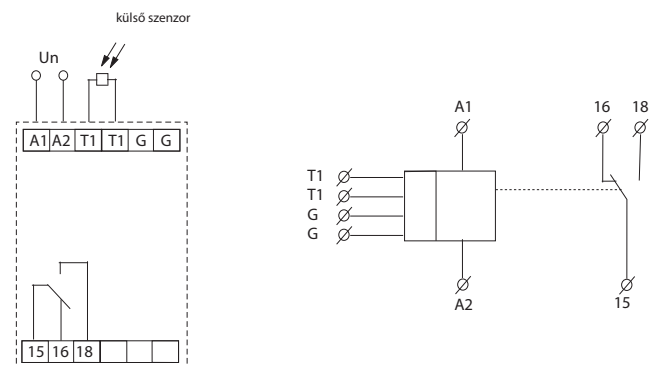 külső szenzor
Un
A1 A2 T1 T1 G G
15 16 18
A1
16 18
T1
T1
G
G
A2
15